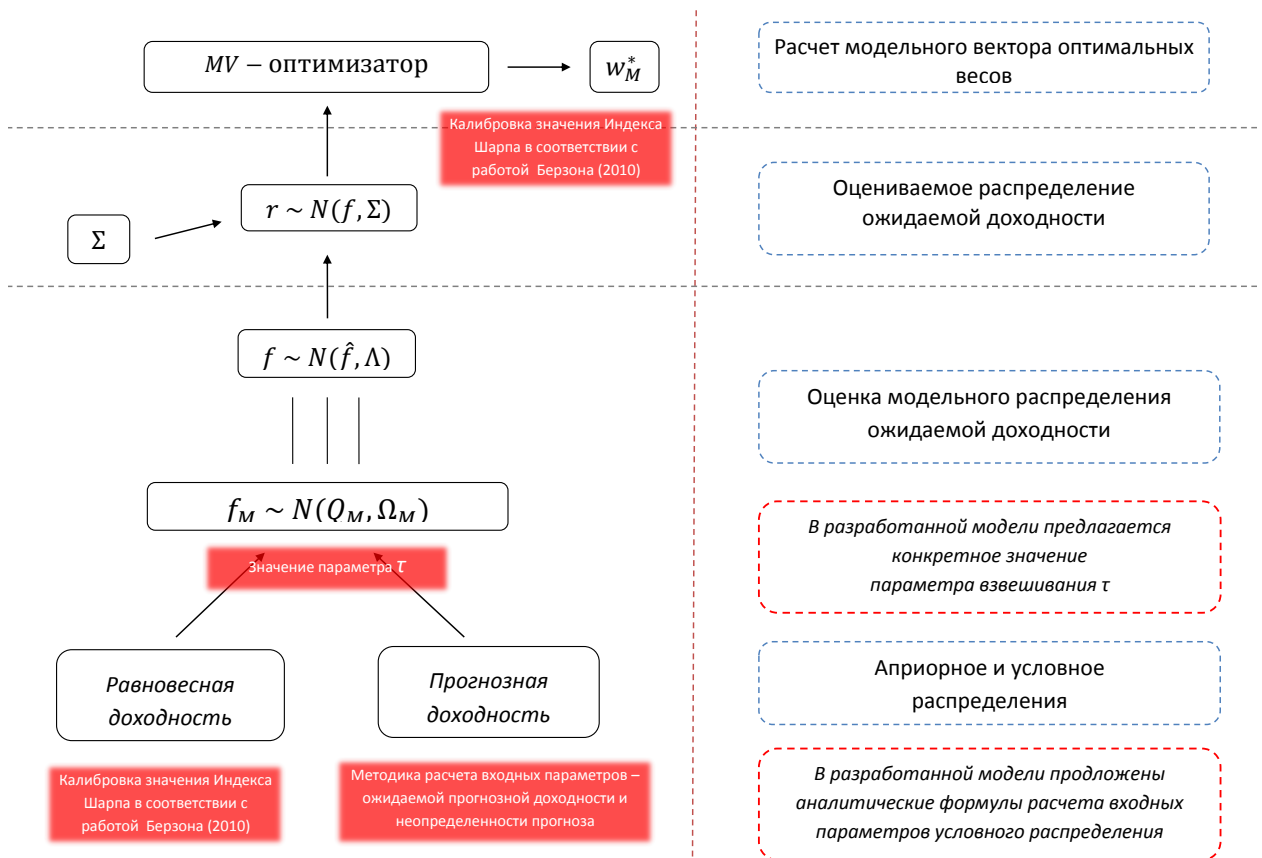 MV − оптимизатор
w*_M
Расчет модельного вектора оптимальных
весов
Калибровка значения Индекса
Шарпа в соответствии с
работой Берзона (2010)
r ~ N(f, Σ)
Σ
Оцениваемое распределение
ожидаемой доходности
f ~ N(f̂, Λ)
Оценка модельного распределения
ожидаемой доходности
f_M ~ N(Q_M, Ω_M)
Значение параметра τ
В разработанной модели предлагается
конкретное значение
параметра взвешивания τ
Равновесная
доходность
Прогнозная
доходность
Априорное и условное
распределения
Калибровка значения Индекса
Шарпа в соответствии с
работой Берзона (2010)
Методика расчета входных параметров –
ожидаемой прогнозной доходности и
неопределенности прогноза
В разработанной модели продложены
аналитические формулы расчета входных
параметров условного распределения